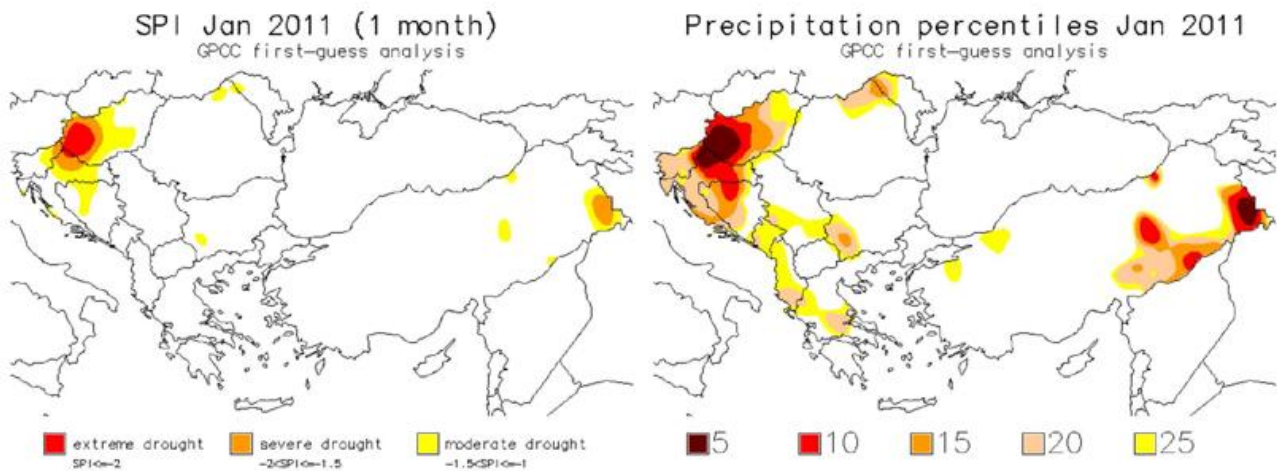 SPI Jan 2011 (1 month)
GPCC first-guess analysis
Precipitation percentiles Jan 2011
GPCC first-guess analysis
extreme drought
SPI<=-2
severe drought
-2<SPI<=-1.5
moderate drought
-1.5<SPI<=-1
5
10
15
20
25